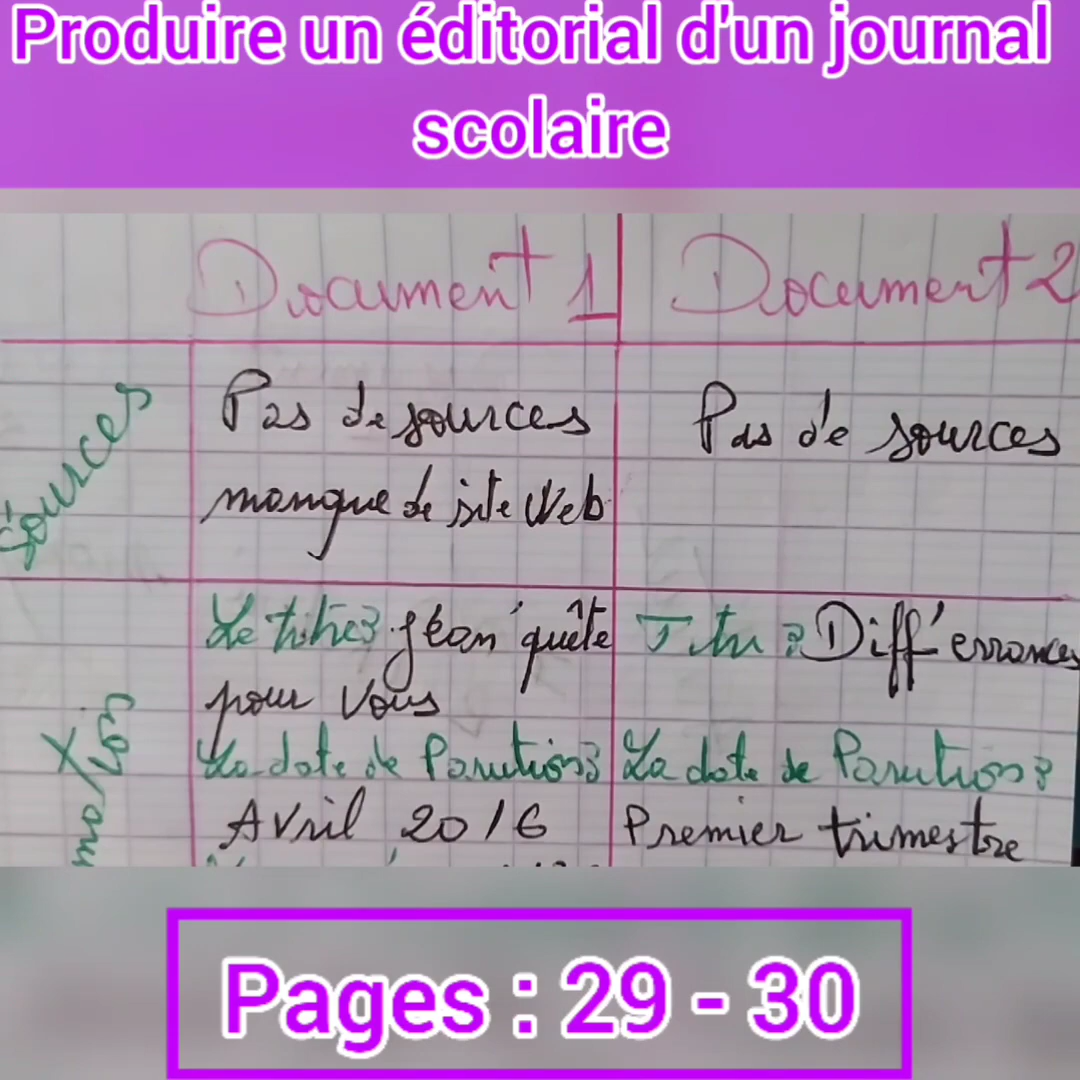 Produire un éditorial d'un journal
scolaire
Document 1
Document 2
Sources
Pas de sources
manque de site Web
Pas de sources
Le titre: jean' quête
pour vous
La date de Parution:
Avril 2016
Titre: Diff'errances
La date de Parution:
Premier trimestre
Pages : 29 - 30